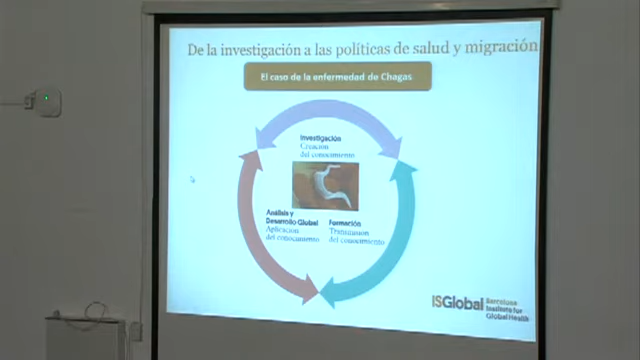 De la investigación a las políticas de salud y migración
El caso de la enfermedad de Chagas
Investigación
Creación
del conocimiento
Análisis y
Desarrollo Global
Aplicación
del conocimiento
Formación
Transmisión
del conocimiento
ISGlobal Barcelona
Institute for
Global Health